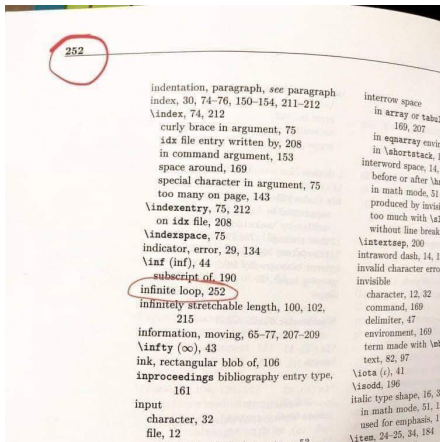 252
indentation, paragraph, see paragraph
index, 30, 74–76, 150–154, 211–212
\index, 74, 212
curly brace in argument, 75
idx file entry written by, 208
in command argument, 153
space around, 169
special character in argument, 75
too many on page, 143
\indexentry, 75, 212
on idx file, 208
\indexspace, 75
indicator, error, 29, 134
\inf (inf), 44
subscript of, 190
infinite loop, 252
infinitely stretchable length, 100, 102,
215
information, moving, 65–77, 207–209
\infty (∞), 43
ink, rectangular blob of, 106
inproceedings bibliography entry type,
161
input
character, 32
file, 12
interrow space
in array or
169, 207
in eqnarray
in \shortstack,
interword space, 14,
before or after
in math mode, 51
produced by
too much with
without line break
\intextsep, 200
intraword dash, 14,
invalid character
invisible
character, 12, 32
command, 169
delimiter, 47
environment, 169
term made with
text, 82, 97
\iota (ι), 41
\isodd, 196
italic type shape, 16,
in math mode, 51,
used for emphasis,
\item, 24–25, 34, 184